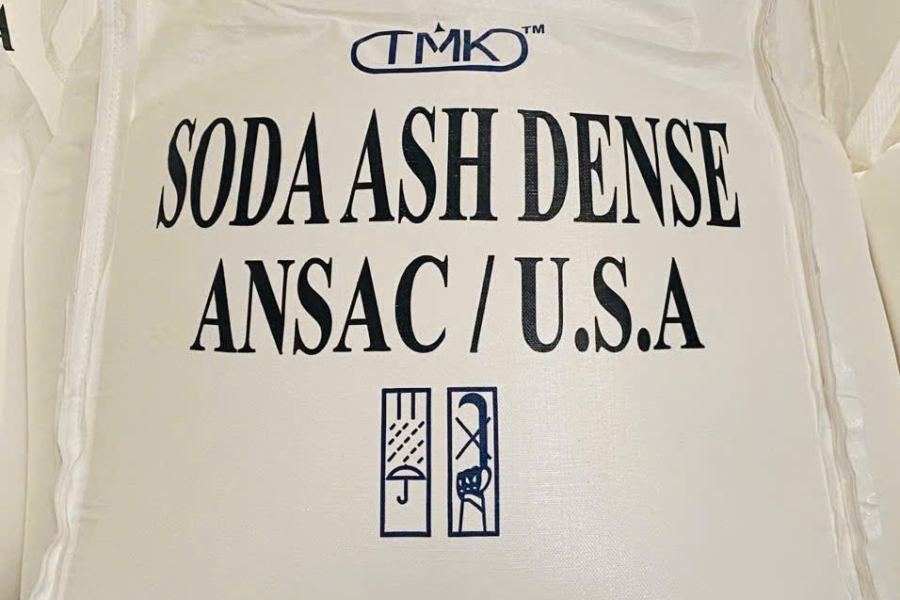 TMK™
SODA ASH DENSE
ANSAC / U.S.A